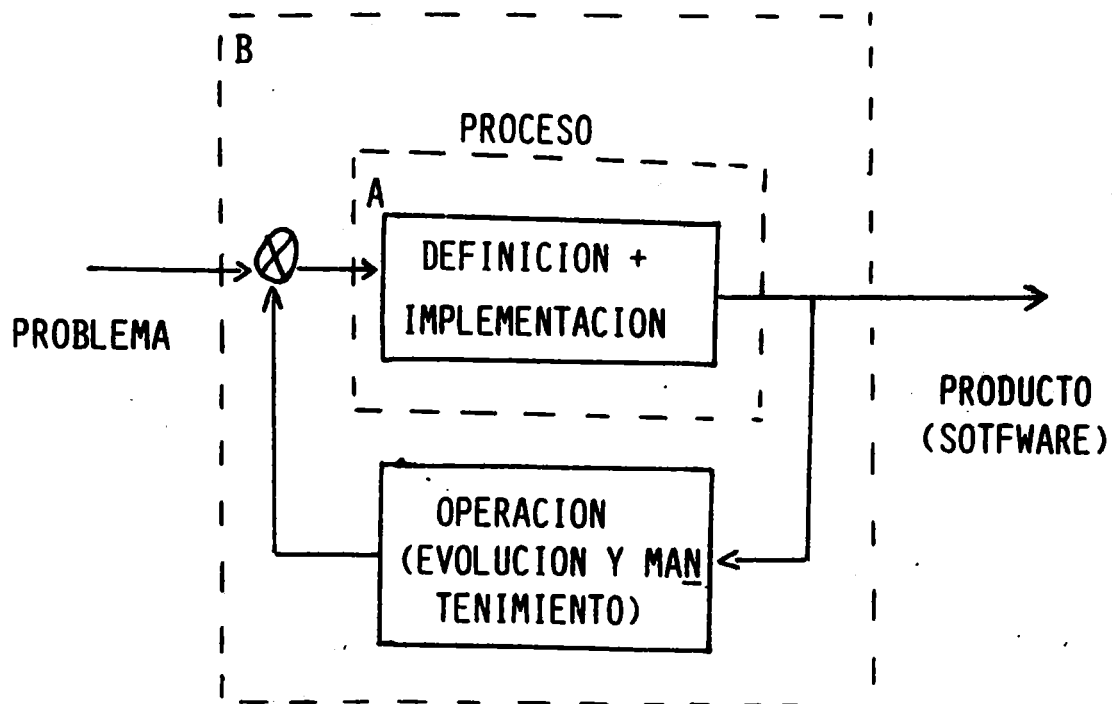 B
PROCESO
A
DEFINICION +
IMPLEMENTACION
PROBLEMA
PRODUCTO
(SOTFWARE)
OPERACION
(EVOLUCION Y MAN
TENIMIENTO)